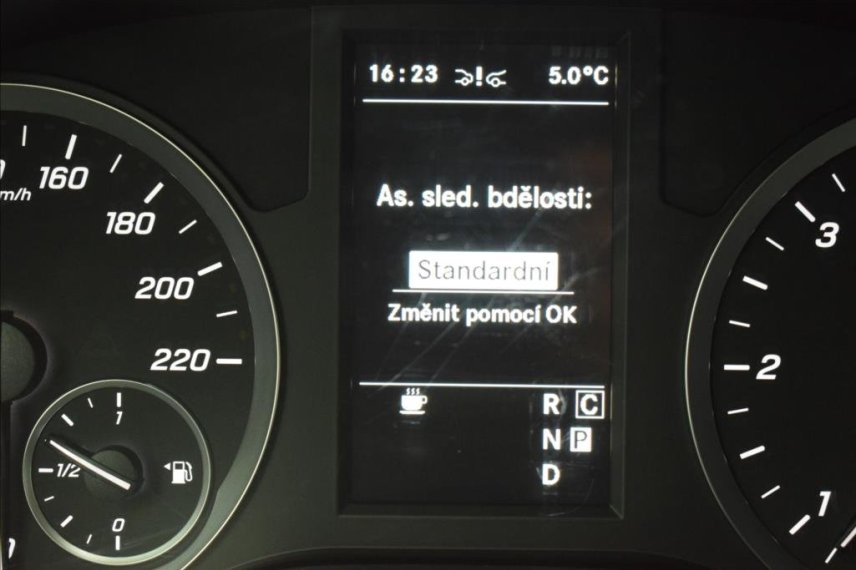 16:23 5.0°C
As. sled. bdělosti:
Standardní
Změnit pomocí OK
R C
N P
D
160
km/h
180
200
220
1
1/2
0
3
2
1